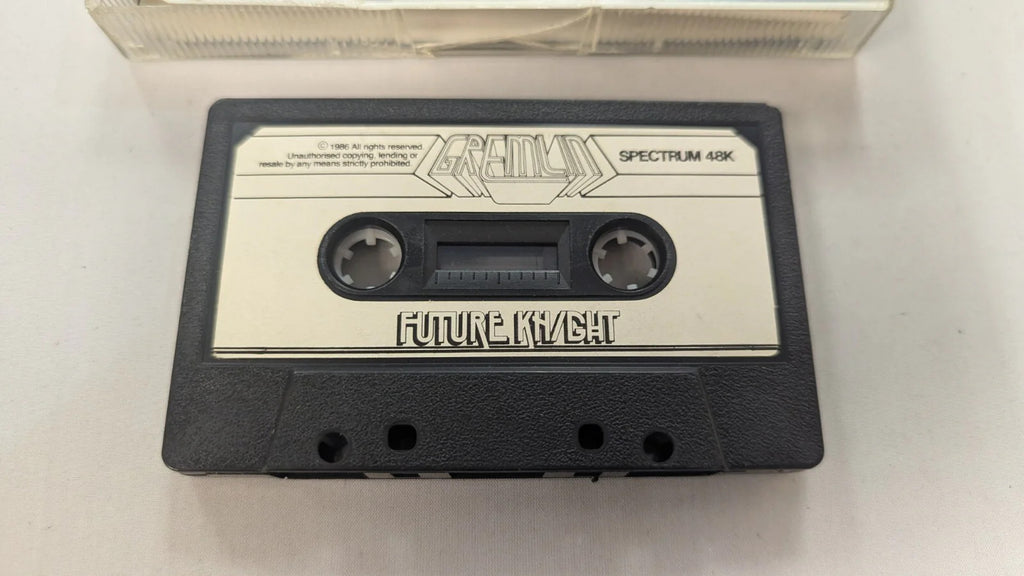 © 1986 All rights reserved.
Unauthorised copying, lending or
resale by any means strictly prohibited.
GREMLIN
SPECTRUM 48K
FUTURE KNIGHT